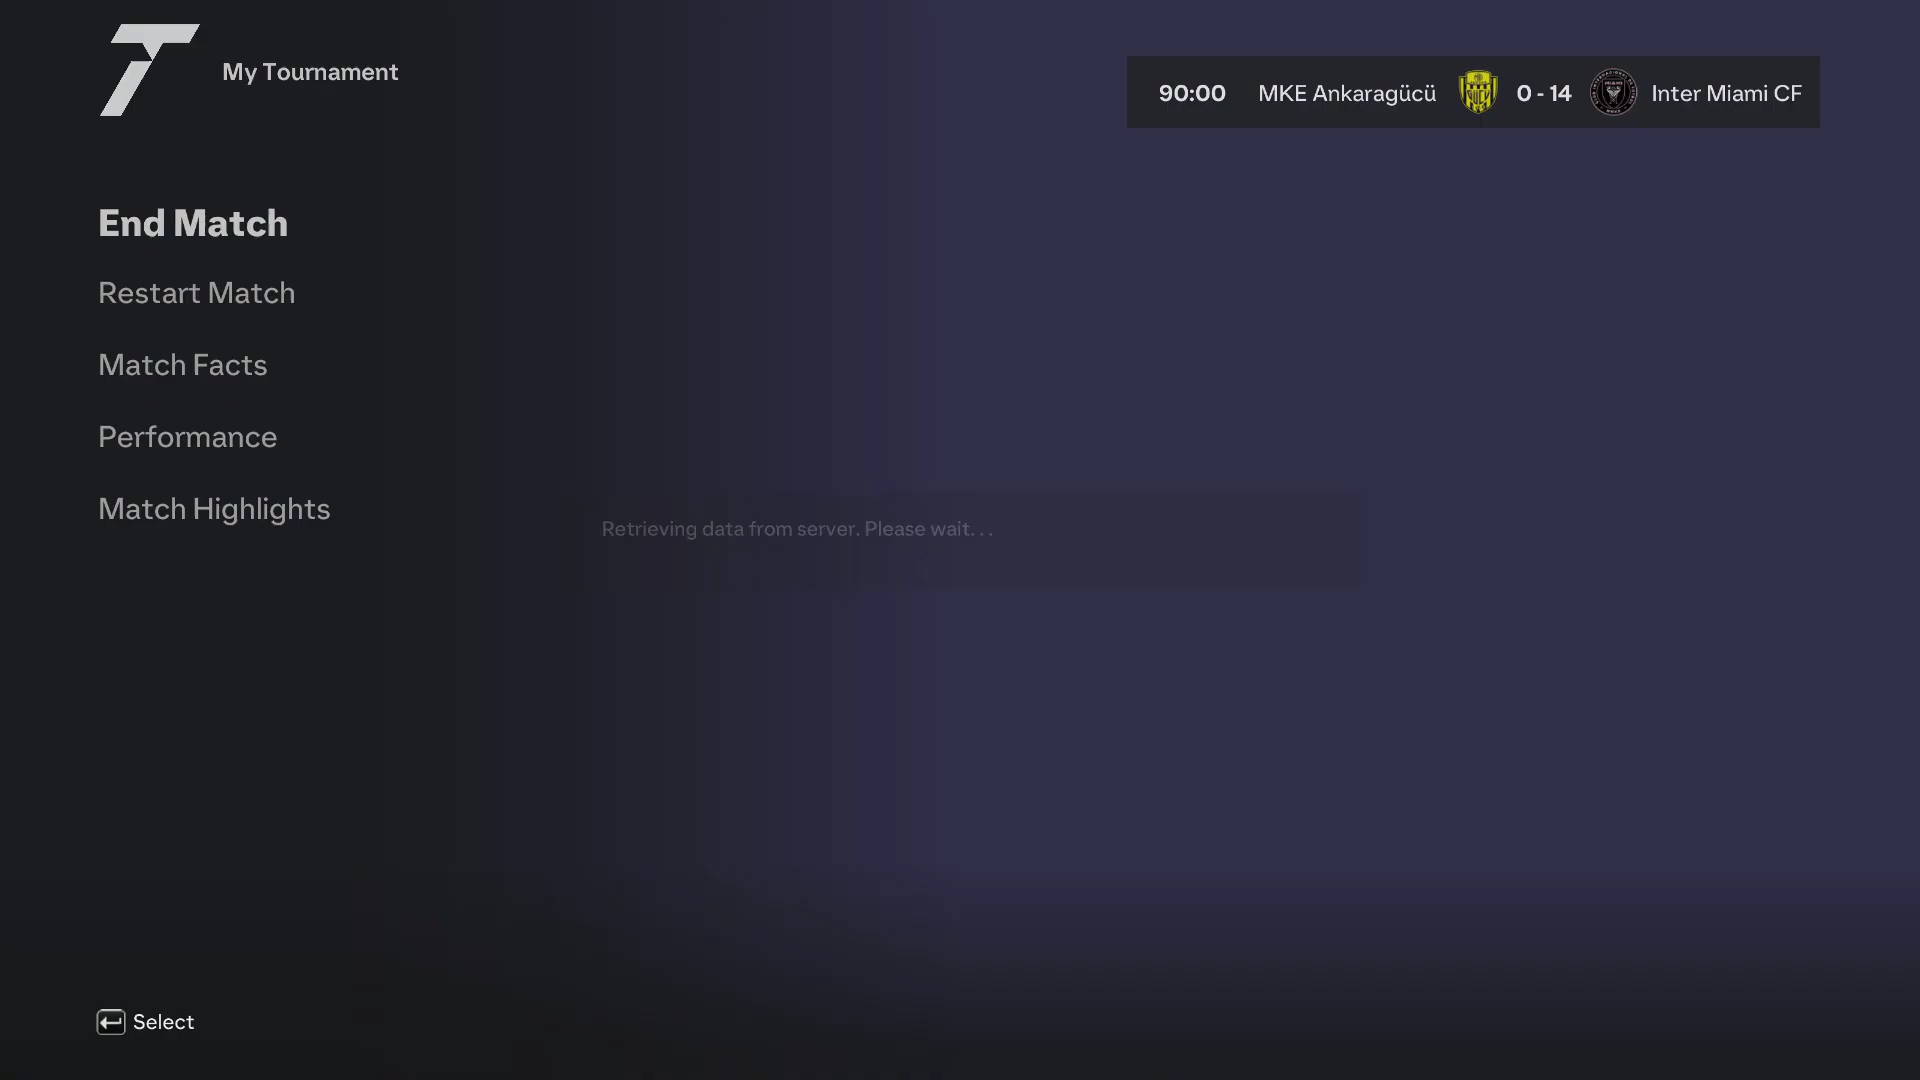 My Tournament
90:00 MKE Ankaragücü 0 - 14 Inter Miami CF
End Match
Restart Match
Match Facts
Performance
Match Highlights
Retrieving data from server. Please wait. . .
Select